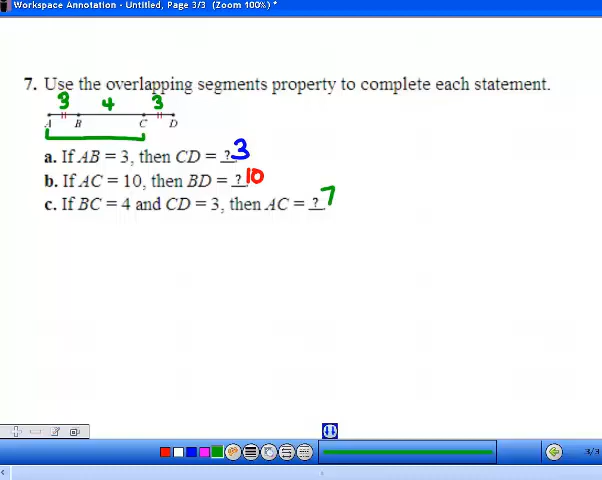 Workspace Annotation - Untitled, Page 3/3 (Zoom 100%) *
7. Use the overlapping segments property to complete each statement.
3 4 3
A B C D
a. If AB = 3, then CD = ? 3
b. If AC = 10, then BD = ? 10
c. If BC = 4 and CD = 3, then AC = ? 7
3/3